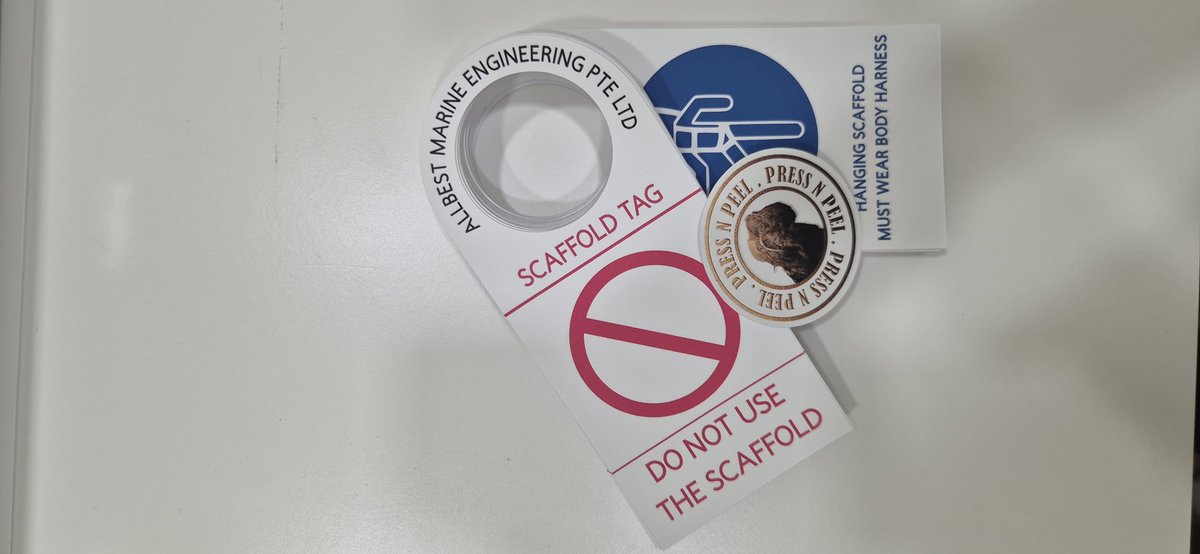 ALLBEST MARINE ENGINEERING PTE LTD
SCAFFOLD TAG
DO NOT USE
THE SCAFFOLD
HANGING SCAFFOLD
MUST WEAR BODY HARNESS
PRESS N PEEL . PRESS N PEEL . PRESS N PEEL .